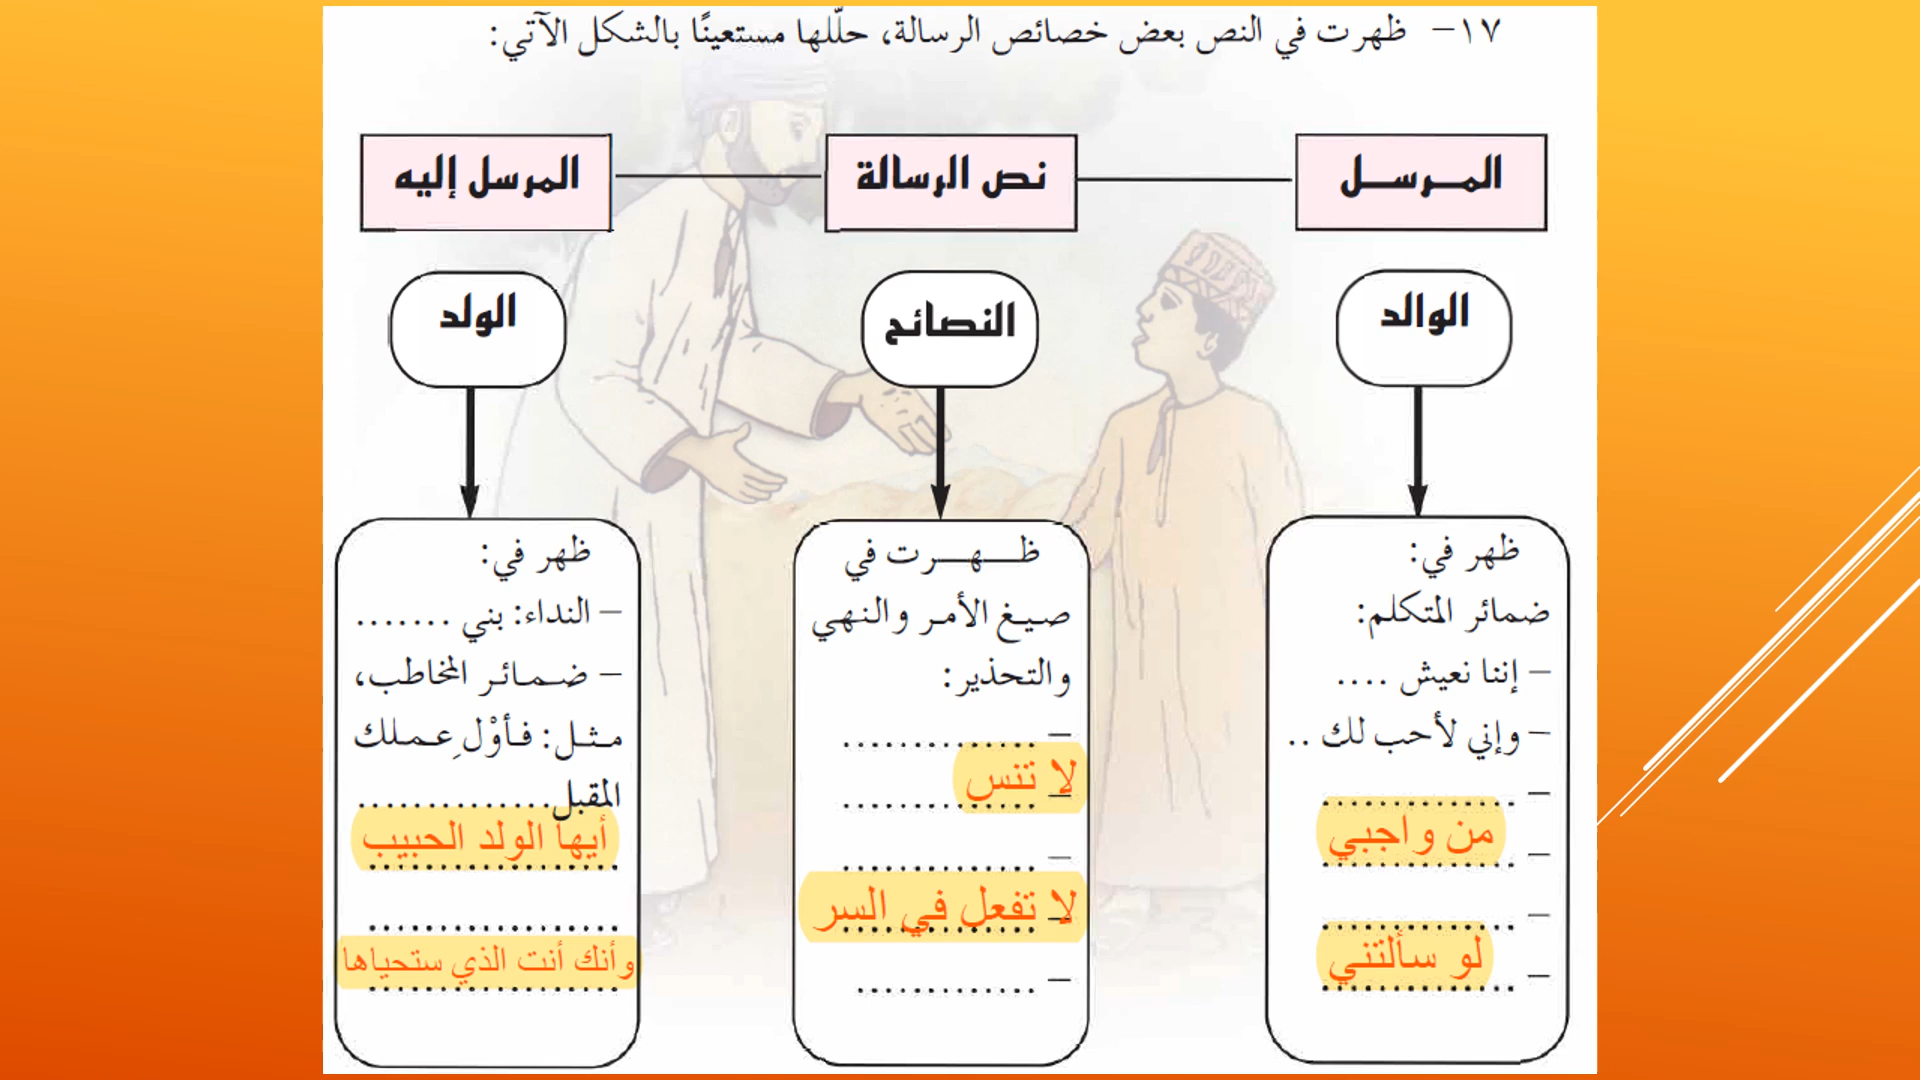 ١٧– ظهرت في النص بعض خصائص الرسالة، حلّلها مستعينًا بالشكل الآتي:
المرسل
نص الرسالة
المرسل إليه
الوالد
النصائح
الولد
ظهر في:
ضمائر المتكلم:
– إننا نعيش ....
– وإني لأحب لك ..
– ..............
من واجبي
– ..............
– ..............
لو سألتني
– ..............
ظهرت في
صيغ الأمر والنهي
والتحذير:
– ..............
لا تنس
– ..............
– ..............
لا تفعل في السر
– ..............
– .............
ظهر في:
– النداء: بني .......
– ضمائر المخاطب،
مثل: فأوْلِ عملك
المقبل..............
أيها الولد الحبيب
..................
..................
وأنك أنت الذي ستحياها
..................